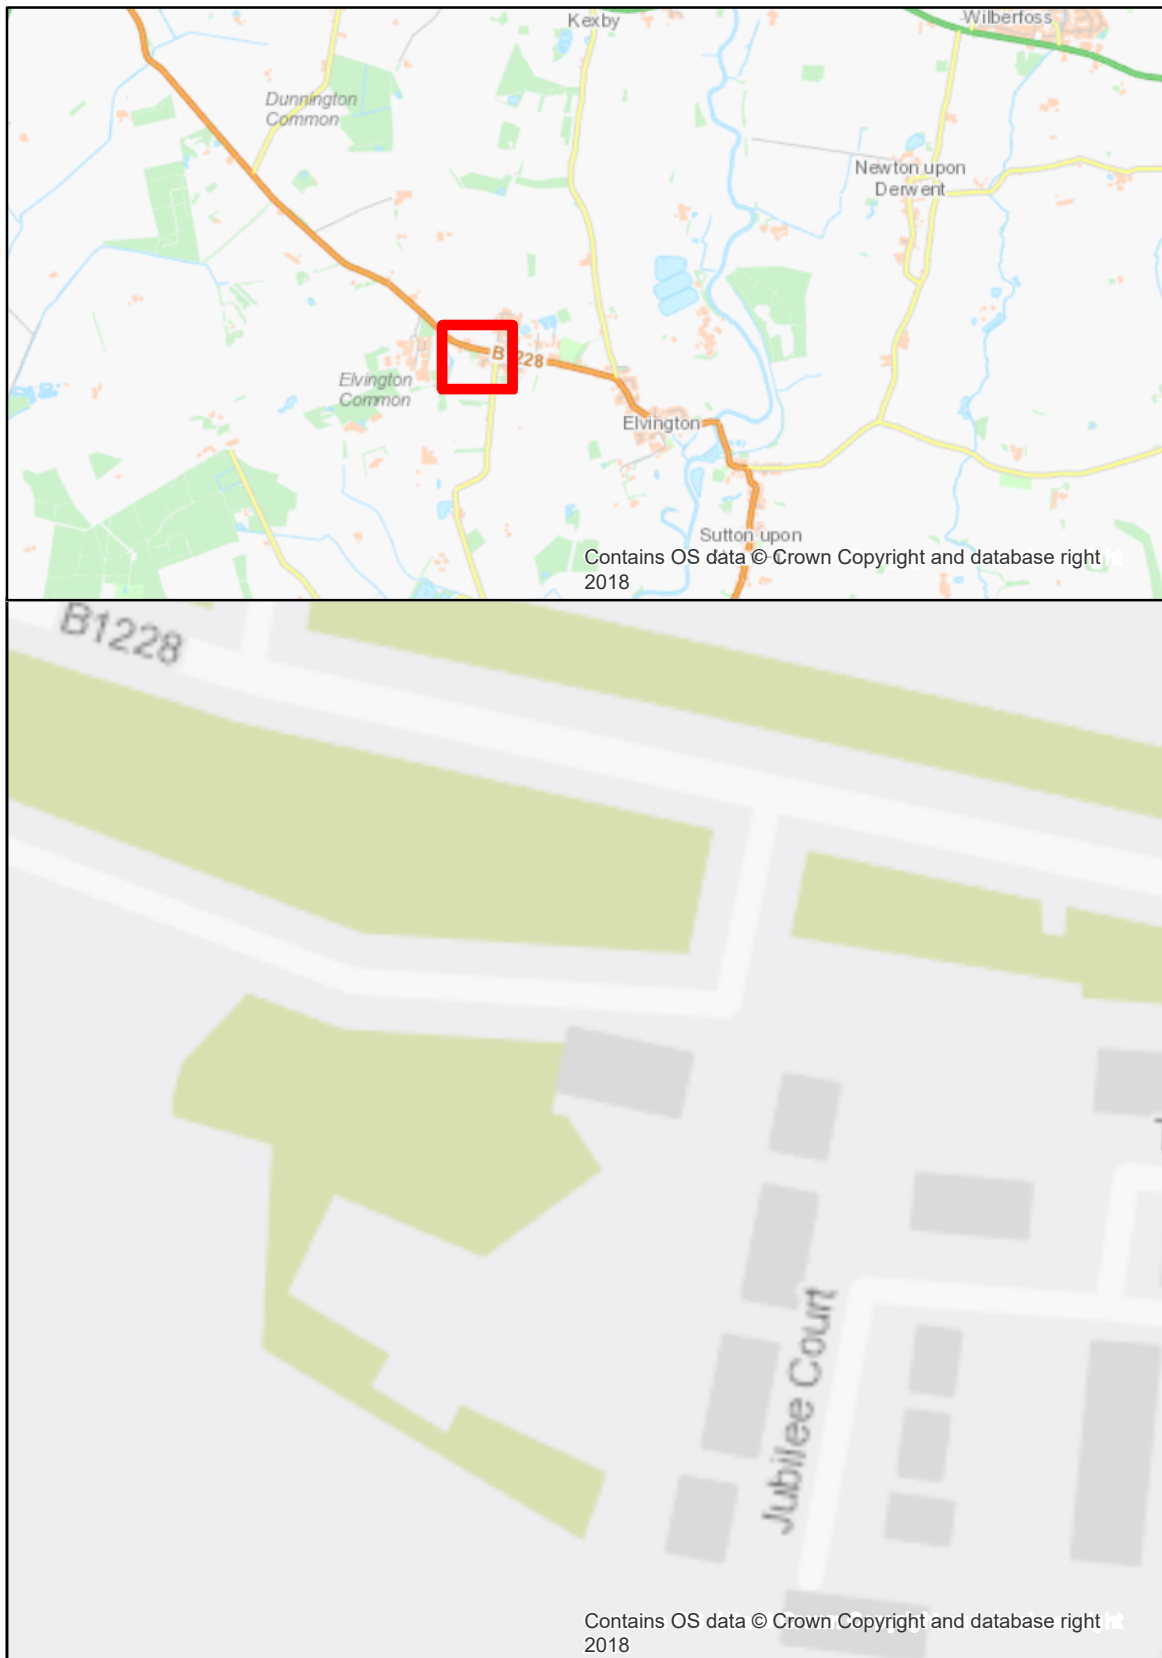 Kexby
Wilberfoss
Dunnington
Common
Newton upon
Derwent
B1228
Elvington
Common
Elvington
Sutton upon
Contains OS data © Crown Copyright and database right
2018
B1228
Jubilee Court
Contains OS data © Crown Copyright and database right
2018